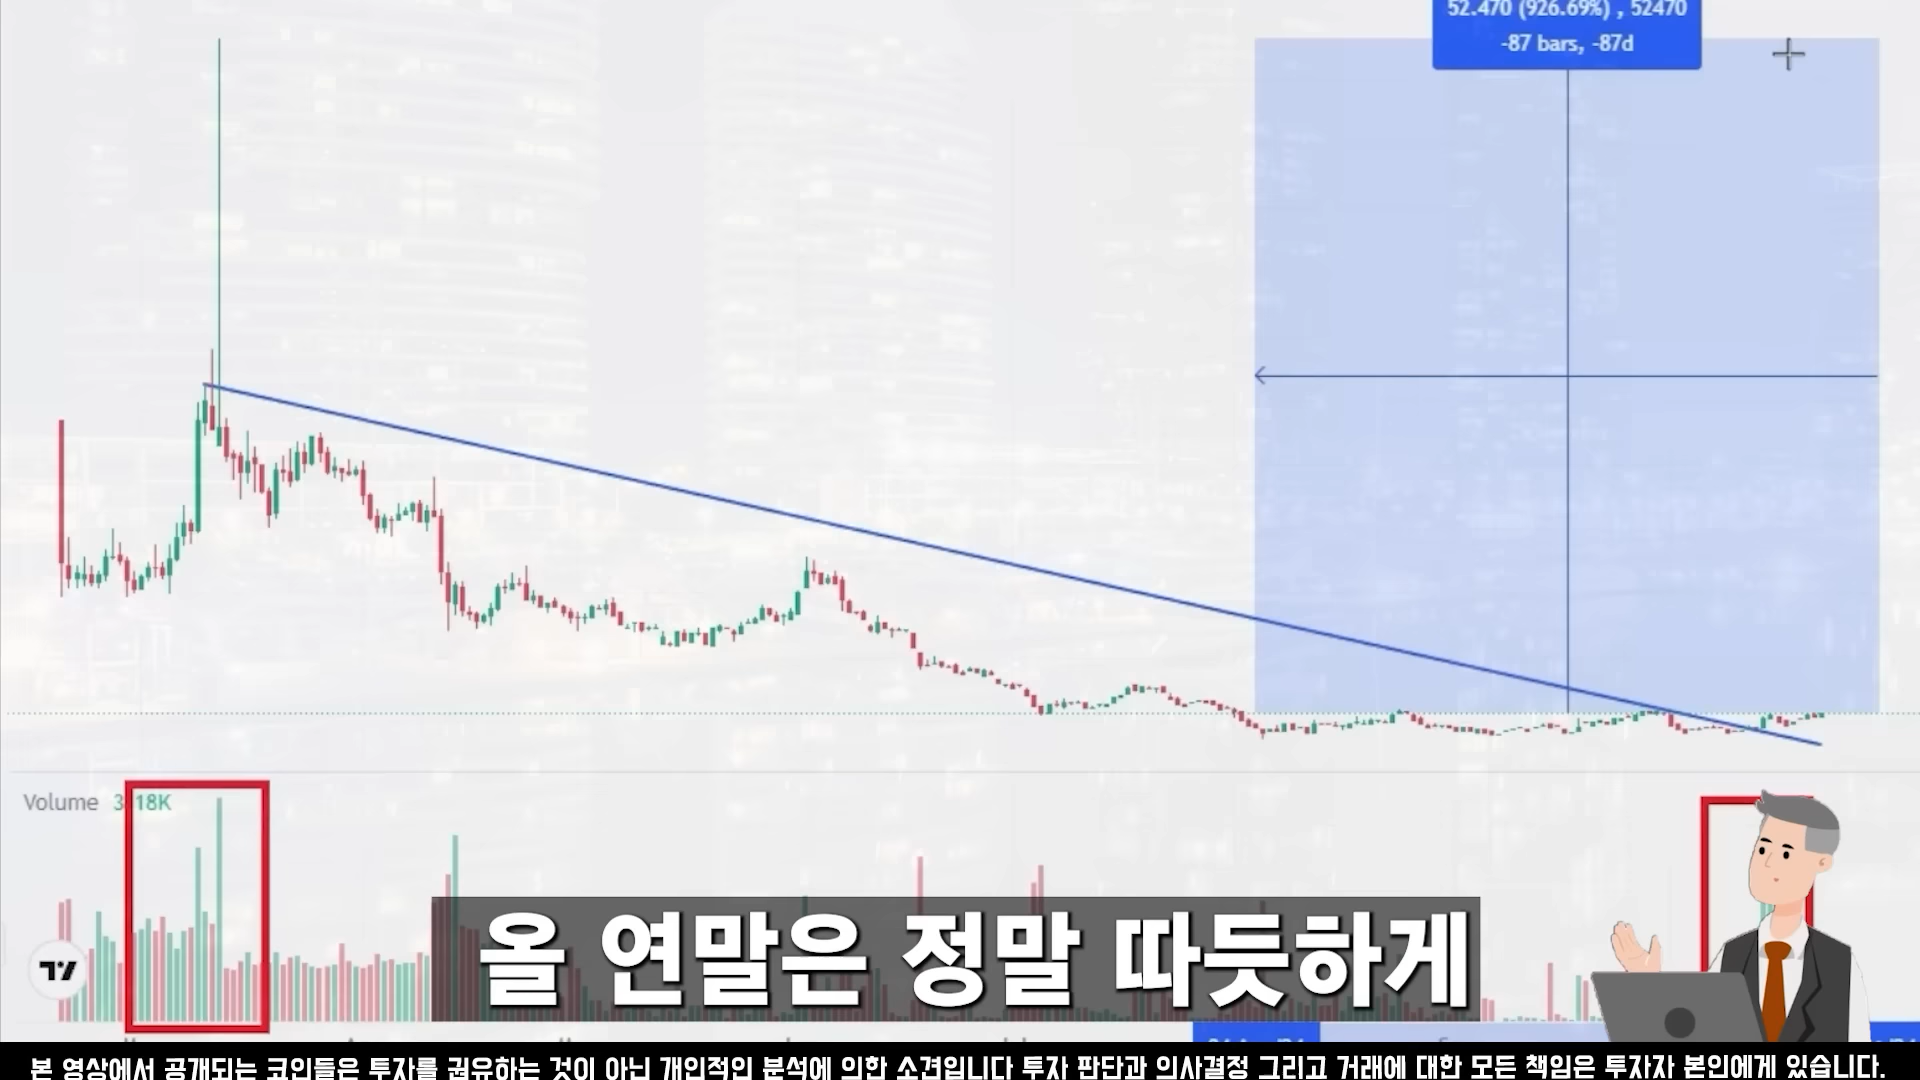 52.470 (926.69%) , 52470
-87 bars, -87d
Volume
올 연말은 정말 따뜻하게
본 영상에서 공개되는 코인들은 투자를 권유하는 것이 아닌 개인적인 분석에 의한 소견입니다 투자 판단과 의사결정 그리고 거래에 대한 모든 책임은 투자자 본인에게 있습니다.